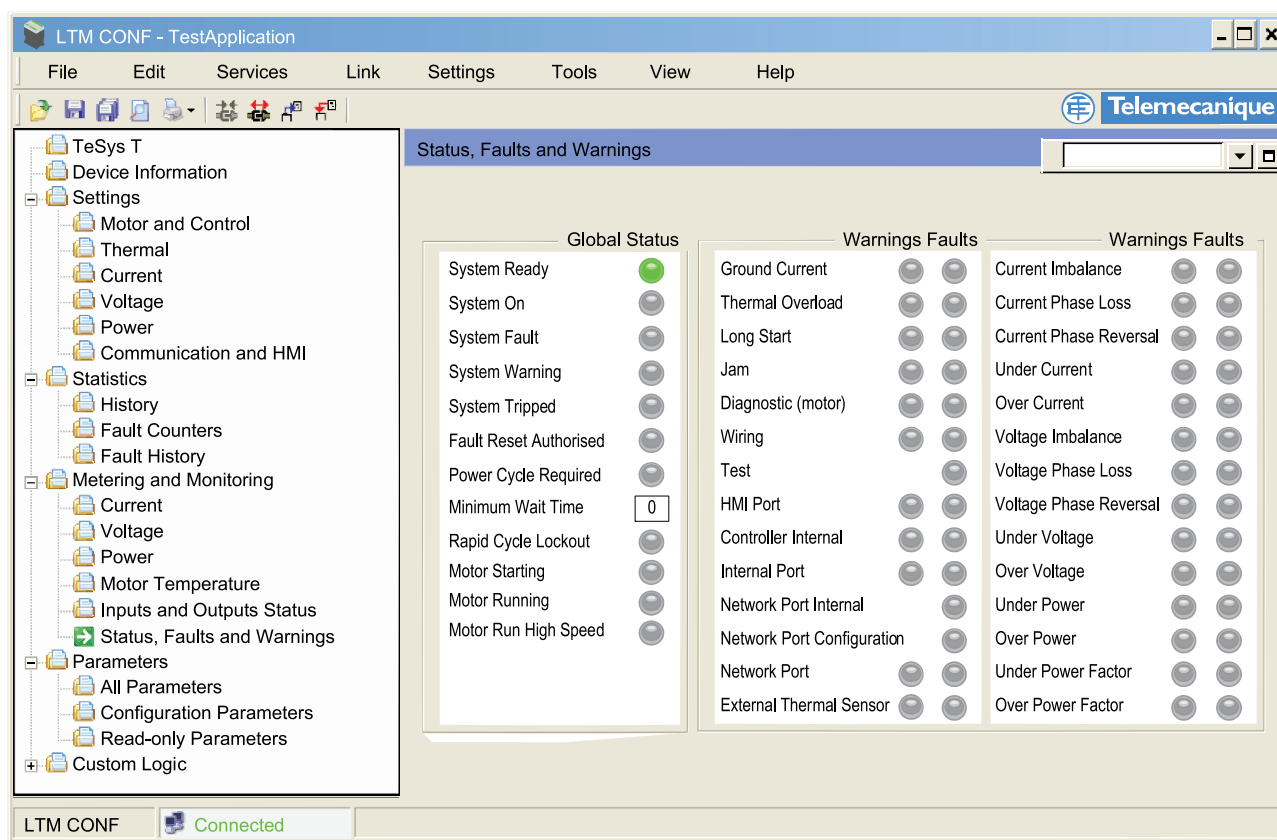 LTM CONF - TestApplication
File Edit Services Link Settings Tools View Help
Telemecanique
TeSys T
Device Information
Settings
Motor and Control
Thermal
Current
Voltage
Power
Communication and HMI
Statistics
History
Fault Counters
Fault History
Metering and Monitoring
Current
Voltage
Power
Motor Temperature
Inputs and Outputs Status
Status, Faults and Warnings
Parameters
All Parameters
Configuration Parameters
Read-only Parameters
Custom Logic
Status, Faults and Warnings
Global Status
System Ready
System On
System Fault
System Warning
System Tripped
Fault Reset Authorised
Power Cycle Required
Minimum Wait Time 0
Rapid Cycle Lockout
Motor Starting
Motor Running
Motor Run High Speed
Warnings Faults
Ground Current
Thermal Overload
Long Start
Jam
Diagnostic (motor)
Wiring
Test
HMI Port
Controller Internal
Internal Port
Network Port Internal
Network Port Configuration
Network Port
External Thermal Sensor
Warnings Faults
Current Imbalance
Current Phase Loss
Current Phase Reversal
Under Current
Over Current
Voltage Imbalance
Voltage Phase Loss
Voltage Phase Reversal
Under Voltage
Over Voltage
Under Power
Over Power
Under Power Factor
Over Power Factor
LTM CONF Connected